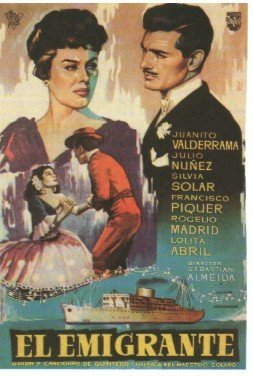 JUANITO
VALDERRAMA
JULIO
NUÑEZ
SILVIA
SOLAR
FRANCISCO
PIQUER
ROGELIO
MADRID
LOLITA
ABRIL
DIRECTOR
SEBASTIAN
ALMEIDA
EL EMIGRANTE
GUION Y CANCIONES DE QUINTERO · MUSICA DEL MAESTRO SOLANO